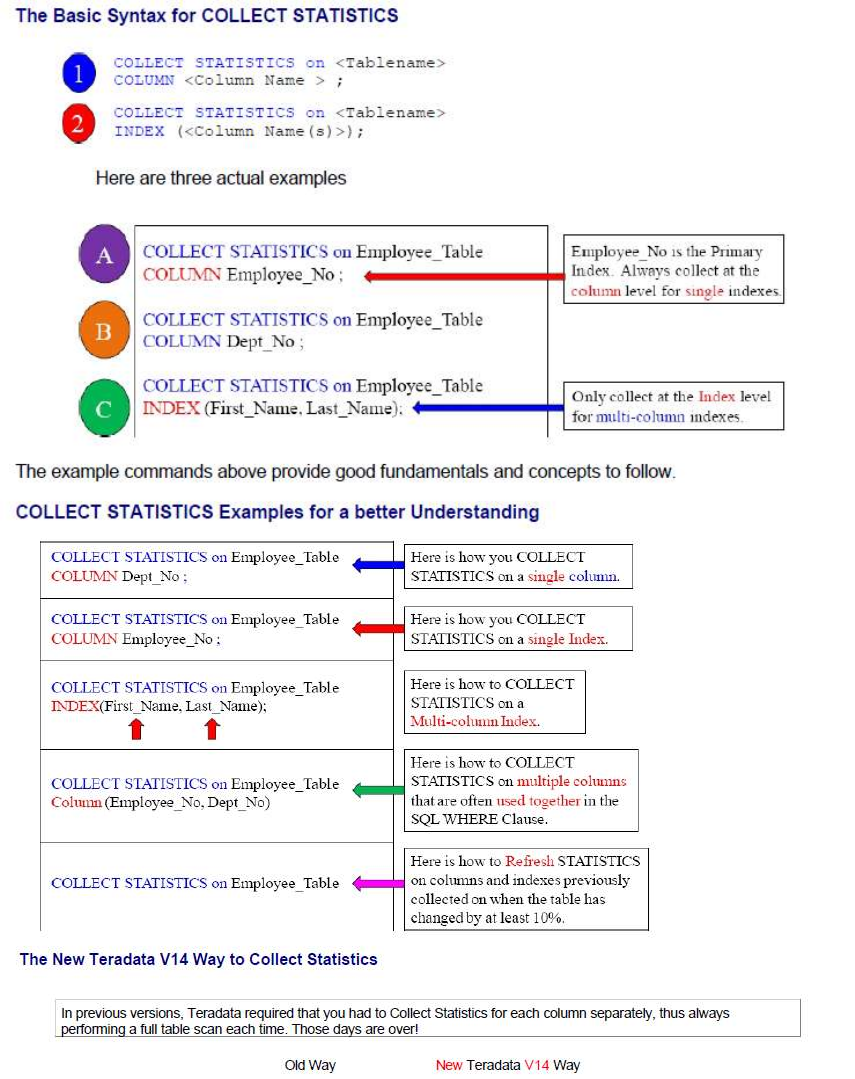 The Basic Syntax for COLLECT STATISTICS
1
COLLECT STATISTICS on <Tablename>
COLUMN <Column Name > ;
2
COLLECT STATISTICS on <Tablename>
INDEX (<Column Name(s)>);
Here are three actual examples
A
COLLECT STATISTICS on Employee_Table
COLUMN Employee_No ;
Employee_No is the Primary
Index. Always collect at the
column level for single indexes.
B
COLLECT STATISTICS on Employee_Table
COLUMN Dept_No ;
C
COLLECT STATISTICS on Employee_Table
INDEX (First_Name, Last_Name);
Only collect at the Index level
for multi-column indexes.
The example commands above provide good fundamentals and concepts to follow.
COLLECT STATISTICS Examples for a better Understanding
COLLECT STATISTICS on Employee_Table
COLUMN Dept_No ;
Here is how you COLLECT
STATISTICS on a single column.
COLLECT STATISTICS on Employee_Table
COLUMN Employee_No ;
Here is how you COLLECT
STATISTICS on a single Index.
COLLECT STATISTICS on Employee_Table
INDEX(First_Name, Last_Name);
Here is how to COLLECT
STATISTICS on a
Multi-column Index.
COLLECT STATISTICS on Employee_Table
Column (Employee_No, Dept_No)
Here is how to COLLECT
STATISTICS on multiple columns
that are often used together in the
SQL WHERE Clause.
COLLECT STATISTICS on Employee_Table
Here is how to Refresh STATISTICS
on columns and indexes previously
collected on when the table has
changed by at least 10%.
The New Teradata V14 Way to Collect Statistics
In previous versions, Teradata required that you had to Collect Statistics for each column separately, thus always
performing a full table scan each time. Those days are over!
Old Way
New Teradata V14 Way